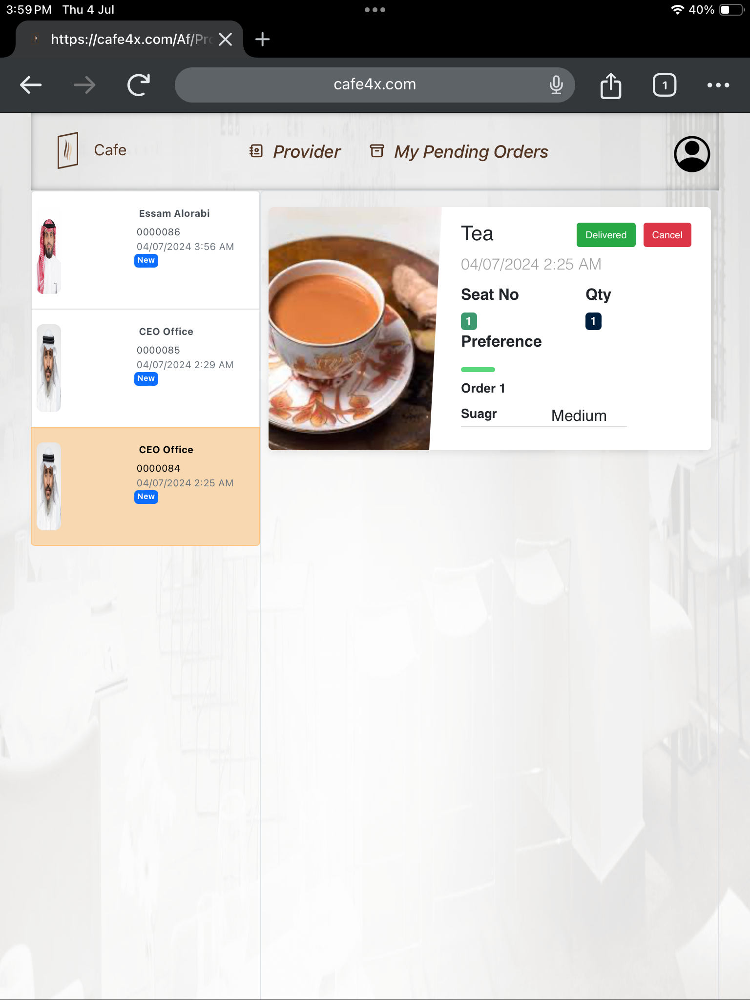 3:59 PM Thu 4 Jul
40%
https://cafe4x.com/Af/Pro
cafe4x.com
1
Cafe
Provider
My Pending Orders
Essam Alorabi
0000086
04/07/2024 3:56 AM
New
CEO Office
0000085
04/07/2024 2:29 AM
New
CEO Office
0000084
04/07/2024 2:25 AM
New
Tea
Delivered
Cancel
04/07/2024 2:25 AM
Seat No
Qty
1
1
Preference
Order 1
Suagr
Medium